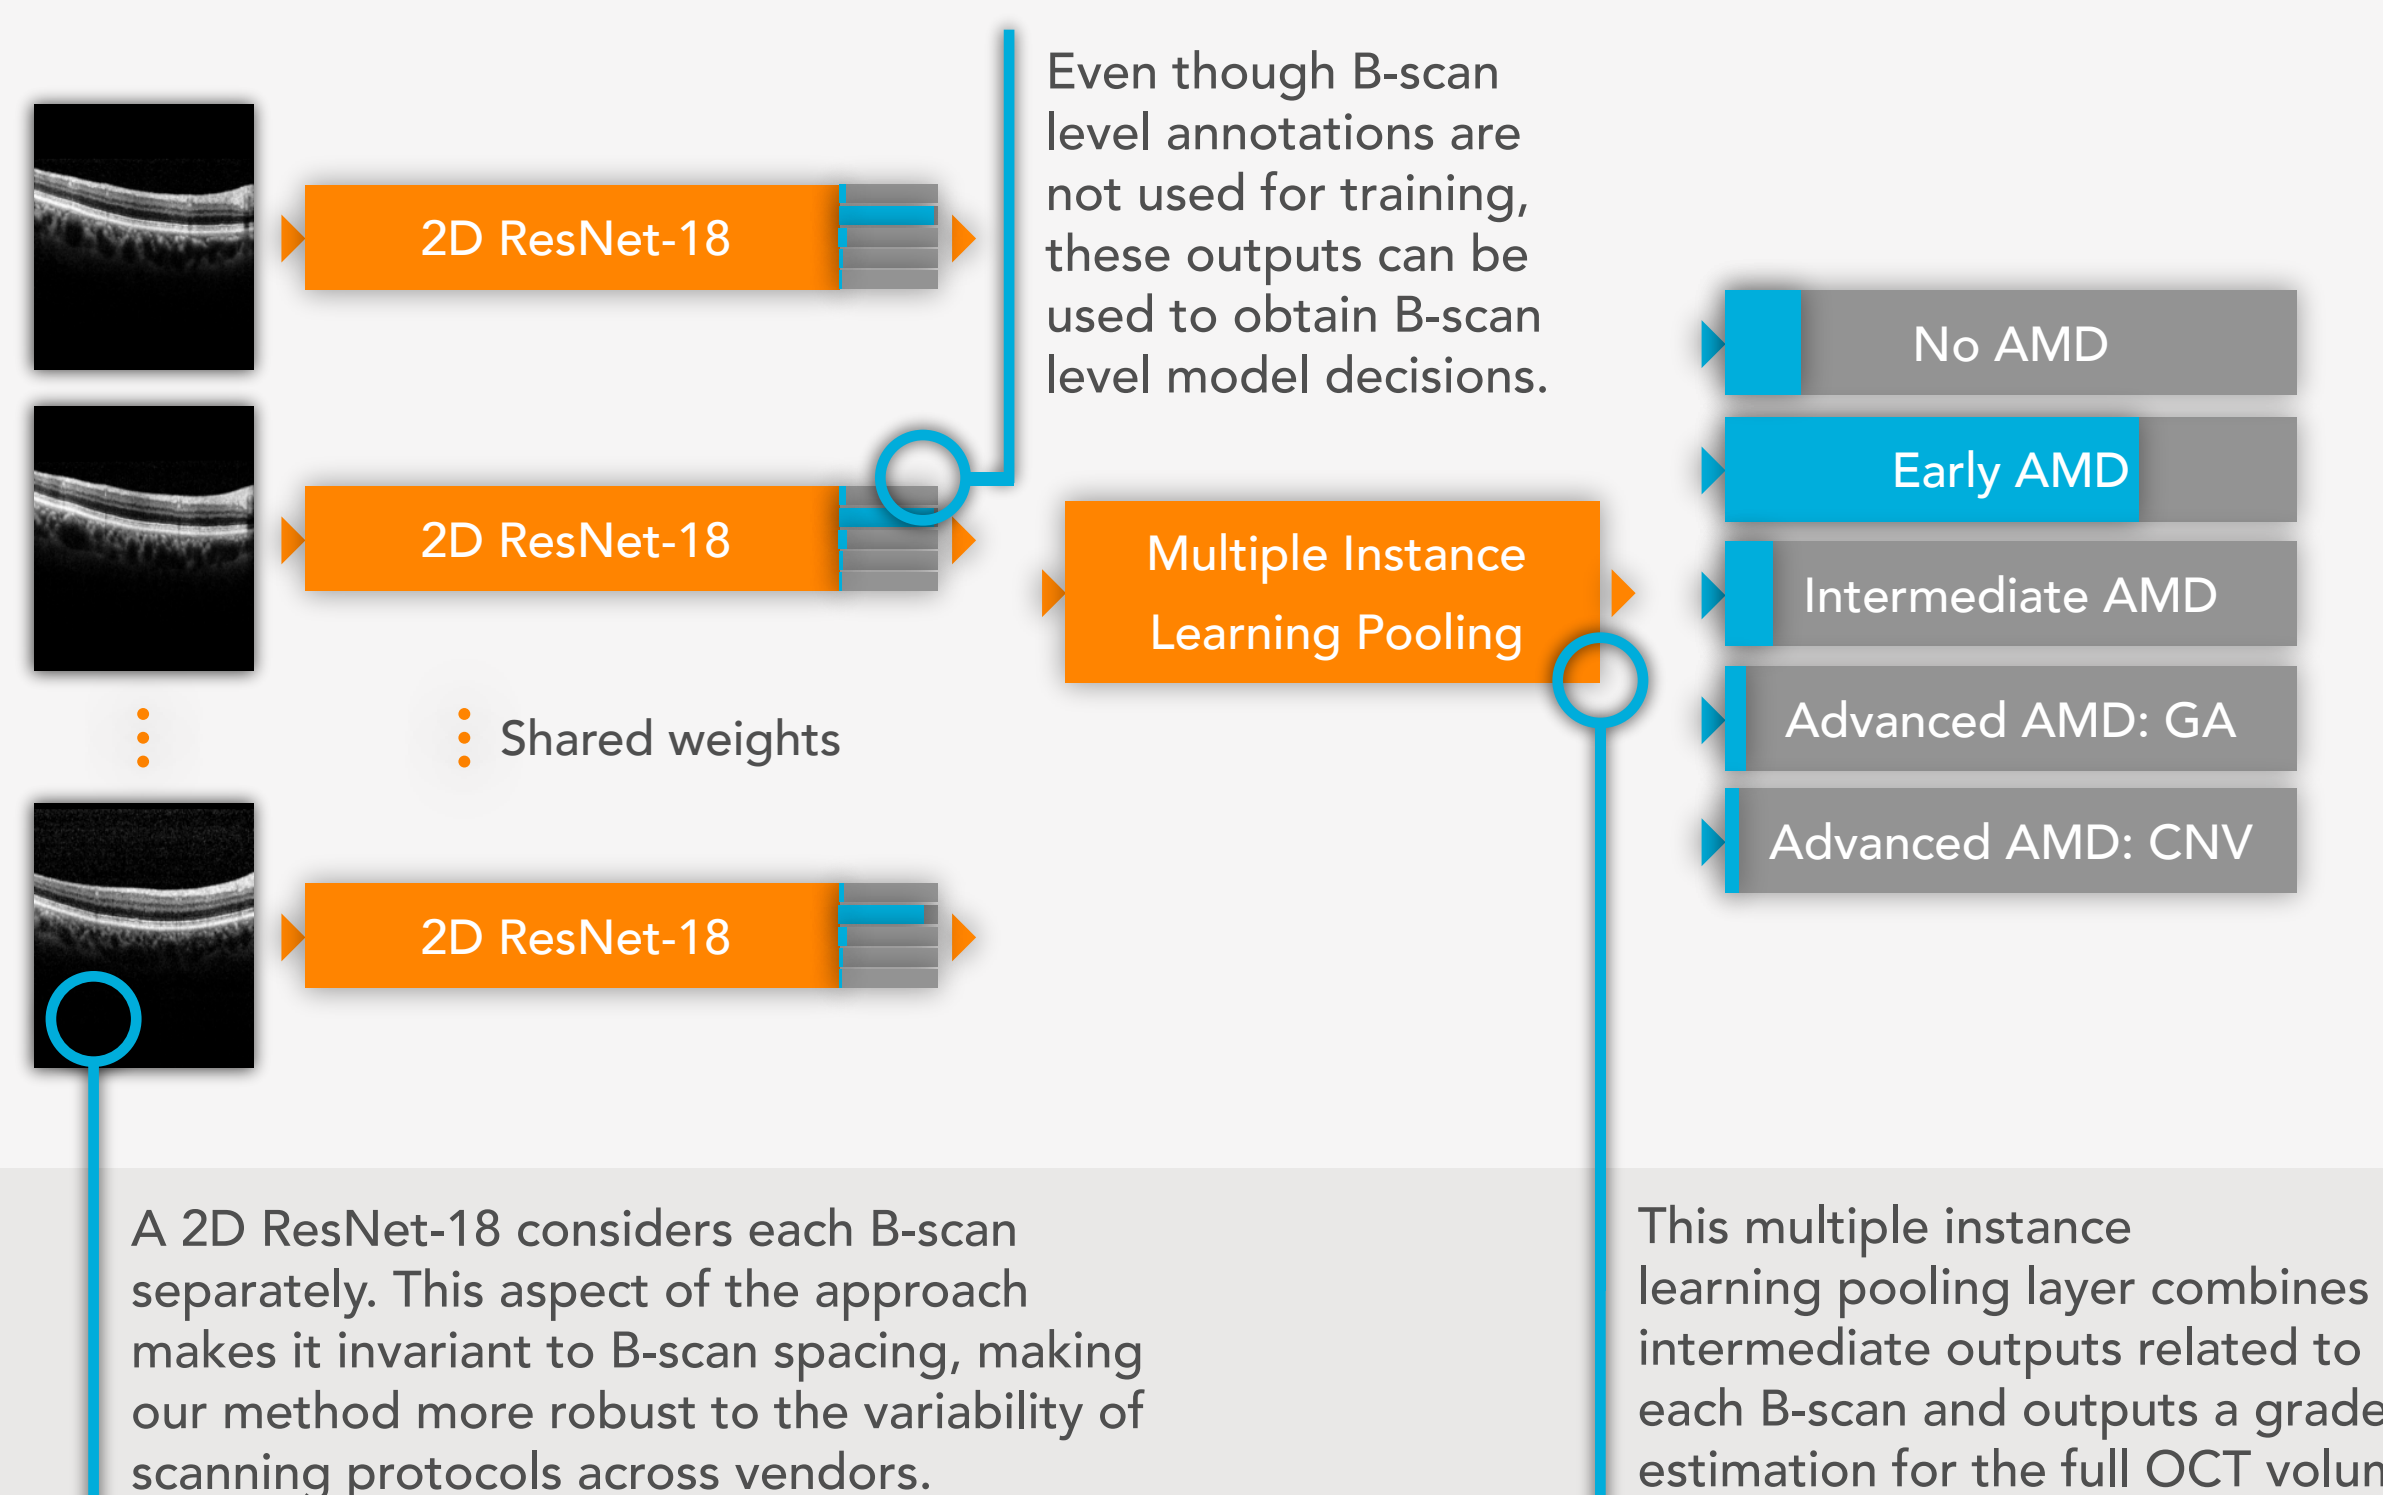 Even though B-scan
level annotations are
not used for training,
these outputs can be
used to obtain B-scan
level model decisions.
2D ResNet-18
2D ResNet-18
Shared weights
2D ResNet-18
Multiple Instance
Learning Pooling
No AMD
Early AMD
Intermediate AMD
Advanced AMD: GA
Advanced AMD: CNV
A 2D ResNet-18 considers each B-scan
separately. This aspect of the approach
makes it invariant to B-scan spacing, making
our method more robust to the variability of
scanning protocols across vendors.
This multiple instance
learning pooling layer combines
intermediate outputs related to
each B-scan and outputs a grade
estimation for the full OCT